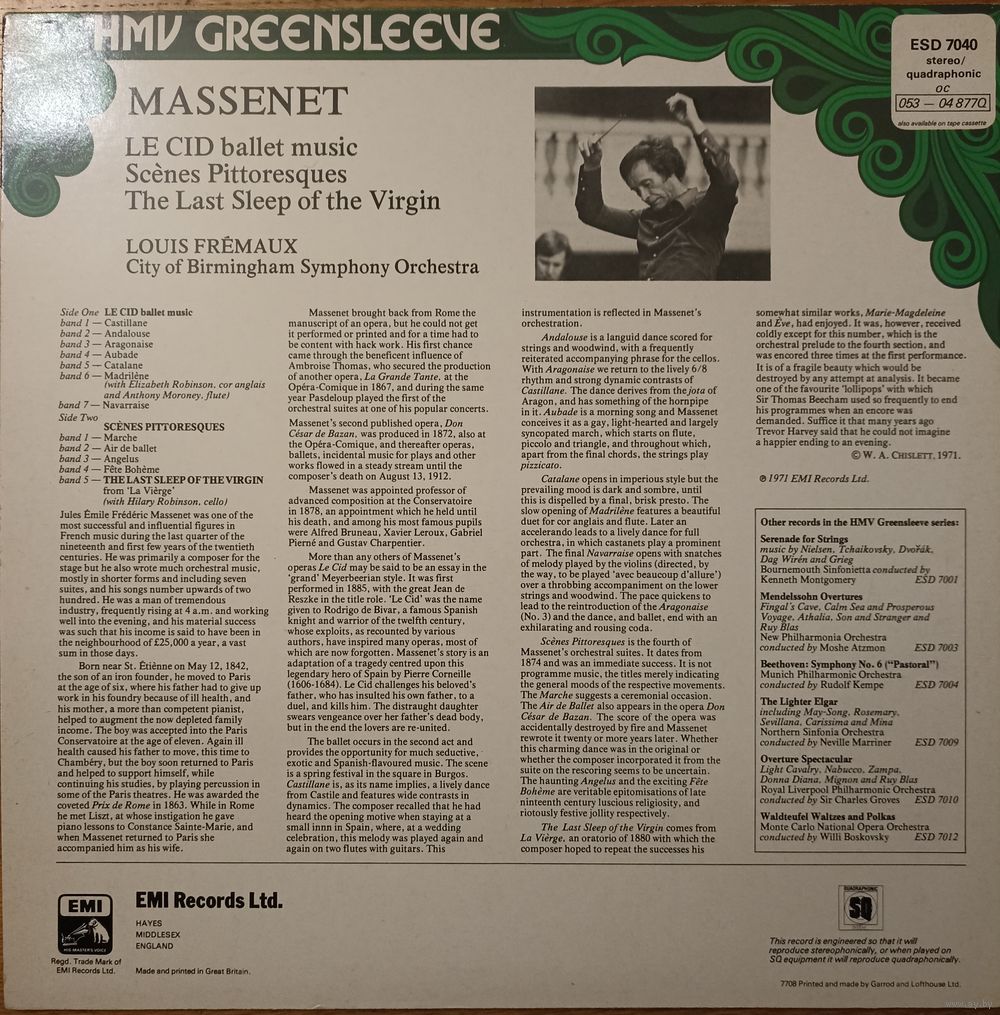 HMV GREENSLEEVE
ESD 7040
stereo/
quadraphonic
OC
053 — 04 877Q
also available on tape cassette
MASSENET
LE CID ballet music
Scènes Pittoresques
The Last Sleep of the Virgin
LOUIS FRÉMAUX
City of Birmingham Symphony Orchestra
Side One LE CID ballet music
band 1 — Castillane
band 2 — Andalouse
band 3 — Aragonaise
band 4 — Aubade
band 5 — Catalane
band 6 — Madrilène
(with Elizabeth Robinson, cor anglais
and Anthony Moroney, flute)
band 7 — Navarraise
Side Two
SCÈNES PITTORESQUES
band 1 — Marche
band 2 — Air de ballet
band 3 — Angelus
band 4 — Fête Bohème
band 5 — THE LAST SLEEP OF THE VIRGIN
from 'La Vièrge'
(with Hilary Robinson, cello)
Jules Émile Frédéric Massenet was one of the
most successful and influential figures in
French music during the last quarter of the
nineteenth and first few years of the twentieth
centuries. He was primarily a composer for the
stage but he also wrote much orchestral music,
mostly in shorter forms and including seven
suites, and his songs number upwards of two
hundred. He was a man of tremendous
industry, frequently rising at 4 a.m. and working
well into the evening, and his material success
was such that his income is said to have been in
the neighbourhood of £25,000 a year, a vast
sum in those days.
Born near St. Étiènne on May 12, 1842,
the son of an iron founder, he moved to Paris
at the age of six, where his father had to give up
work in his foundry because of ill health, and
his mother, a more than competent pianist,
helped to augment the now depleted family
income. The boy was accepted into the Paris
Conservatoire at the age of eleven. Again ill
health caused his father to move, this time to
Chambéry, but the boy soon returned to Paris
and helped to support himself, while
continuing his studies, by playing percussion in
some of the Paris theatres. He was awarded the
coveted Prix de Rome in 1863. While in Rome
he met Liszt, at whose instigation he gave
piano lessons to Constance Sainte-Marie, and
when Massenet returned to Paris she
accompanied him as his wife.
Massenet brought back from Rome the
manuscript of an opera, but he could not get
it performed or printed and for a time had to
be content with hack work. His first chance
came through the beneficent influence of
Ambroise Thomas, who secured the production
of another opera, La Grande Tante, at the
Opéra-Comique in 1867, and during the same
year Pasdeloup played the first of the
orchestral suites at one of his popular concerts.
Massenet's second published opera, Don
César de Bazan, was produced in 1872, also at
the Opéra-Comique, and thereafter operas,
ballets, incidental music for plays and other
works flowed in a steady stream until the
composer's death on August 13, 1912.
Massenet was appointed professor of
advanced composition at the Conservatoire
in 1878, an appointment which he held until
his death, and among his most famous pupils
were Alfred Bruneau, Xavier Leroux, Gabriel
Pierné and Gustav Charpentier.
More than any others of Massenet's
operas Le Cid may be said to be an essay in the
'grand' Meyerbeerian style. It was first
performed in 1885, with the great Jean de
Reszke in the title role. 'Le Cid' was the name
given to Rodrigo de Bivar, a famous Spanish
knight and warrior of the twelfth century,
whose exploits, as recounted by various
authors, have inspired many operas, most of
which are now forgotten. Massenet's story is an
adaptation of a tragedy centred upon this
legendary hero of Spain by Pierre Corneille
(1606-1684). Le Cid challenges his beloved's
father, who has insulted his own father, to a
duel, and kills him. The distraught daughter
swears vengeance over her father's dead body,
but in the end the lovers are re-united.
The ballet occurs in the second act and
provides the opportunity for much seductive,
exotic and Spanish-flavoured music. The scene
is a spring festival in the square in Burgos.
Castillane is, as its name implies, a lively dance
from Castile and features wide contrasts in
dynamics. The composer recalled that he had
heard the opening motive when staying at a
small innn in Spain, where, at a wedding
celebration, this melody was played again and
again on two flutes with guitars. This
instrumentation is reflected in Massenet's
orchestration.
Andalouse is a languid dance scored for
strings and woodwind, with a frequently
reiterated accompanying phrase for the cellos.
With Aragonaise we return to the lively 6/8
rhythm and strong dynamic contrasts of
Castillane. The dance derives from the jota of
Aragon, and has something of the hornpipe
in it. Aubade is a morning song and Massenet
conceives it as a gay, light-hearted and largely
syncopated march, which starts on flute,
piccolo and triangle, and throughout which,
apart from the final chords, the strings play
pizzicato.
Catalane opens in imperious style but the
prevailing mood is dark and sombre, until
this is dispelled by a final, brisk presto. The
slow opening of Madrilène features a beautiful
duet for cor anglais and flute. Later an
accelerando leads to a lively dance for full
orchestra, in which castanets play a prominent
part. The final Navarraise opens with snatches
of melody played by the violins (directed, by
the way, to be played 'avec beaucoup d'allure')
over a throbbing accompaniment on the lower
strings and woodwind. The pace quickens to
lead to the reintroduction of the Aragonaise
(No. 3) and the dance, and ballet, end with an
exhilarating and rousing coda.
Scènes Pittoresques is the fourth of
Massenet's orchestral suites. It dates from
1874 and was an immediate success. It is not
programme music, the titles merely indicating
the general moods of the respective movements.
The Marche suggests a ceremonial occasion.
The Air de Ballet also appears in the opera Don
César de Bazan. The score of the opera was
accidentally destroyed by fire and Massenet
rewrote it twenty or more years later. Whether
this charming dance was in the original or
whether the composer incorporated it from the
suite on the rescoring seems to be uncertain.
The haunting Angelus and the exciting Fête
Bohème are veritable epitomisations of late
ninteenth century luscious religiosity, and
riotously festive jollity respectively.
The Last Sleep of the Virgin comes from
La Vièrge, an oratorio of 1880 with which the
composer hoped to repeat the successes his
somewhat similar works, Marie-Magdeleine
and Ève, had enjoyed. It was, however, received
coldly except for this number, which is the
orchestral prelude to the fourth section, and
was encored three times at the first performance.
It is of a fragile beauty which would be
destroyed by any attempt at analysis. It became
one of the favourite 'lollipops' which
Sir Thomas Beecham used so frequently to end
his programmes when an encore was
demanded. Suffice it that many years ago
Trevor Harvey said that he could not imagine
a happier ending to an evening.
© W. A. CHISLETT, 1971.
℗ 1971 EMI Records Ltd.
Other records in the HMV Greensleeve series:
Serenade for Strings
music by Nielsen, Tchaikovsky, Dvořák,
Dag Wirén and Grieg
Bournemouth Sinfonietta conducted by
Kenneth Montgomery ESD 7001
Mendelssohn Overtures
Fingal's Cave, Calm Sea and Prosperous
Voyage, Athalia, Son and Stranger and
Ruy Blas
New Philharmonia Orchestra
conducted by Moshe Atzmon ESD 7003
Beethoven: Symphony No. 6 ("Pastoral")
Munich Philharmonic Orchestra
conducted by Rudolf Kempe ESD 7004
The Lighter Elgar
including May-Song, Rosemary,
Sevillana, Carissima and Mina
Northern Sinfonia Orchestra
conducted by Neville Marriner ESD 7009
Overture Spectacular
Light Cavalry, Nabucco, Zampa,
Donna Diana, Mignon and Ruy Blas
Royal Liverpool Philharmonic Orchestra
conducted by Sir Charles Groves ESD 7010
Waldteufel Waltzes and Polkas
Monte Carlo National Opera Orchestra
conducted by Willi Boskovsky ESD 7012
EMI
HIS MASTER'S VOICE
Regd. Trade Mark of
EMI Records Ltd.
EMI Records Ltd.
HAYES
MIDDLESEX
ENGLAND
Made and printed in Great Britain.
QUADRAPHONIC
SQ
This record is engineered so that it will
reproduce stereophonically, or when played on
SQ equipment it will reproduce quadraphonically.
7708 Printed and made by Garrod and Lofthouse Ltd.
www.ay.by